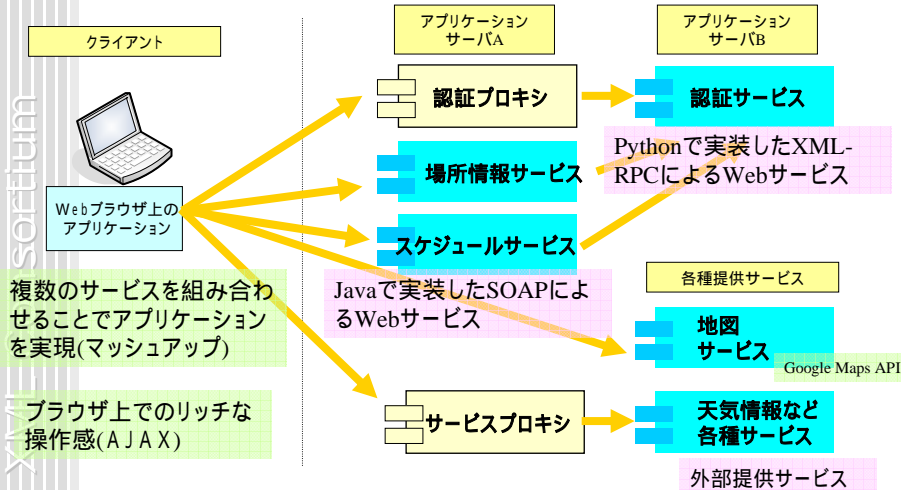 クライアント
アプリケーション
サーバA
アプリケーション
サーバB
認証プロキシ
認証サービス
Pythonで実装したXML-
RPCによるWebサービス
場所情報サービス
Webブラウザ上の
アプリケーション
スケジュールサービス
複数のサービスを組み合わ
せることでアプリケーション
を実現(マッシュアップ)
Javaで実装したSOAPによ
るWebサービス
各種提供サービス
地図
サービス
Google Maps API
ブラウザ上でのリッチな
操作感(AJAX)
サービスプロキシ
天気情報など
各種サービス
外部提供サービス